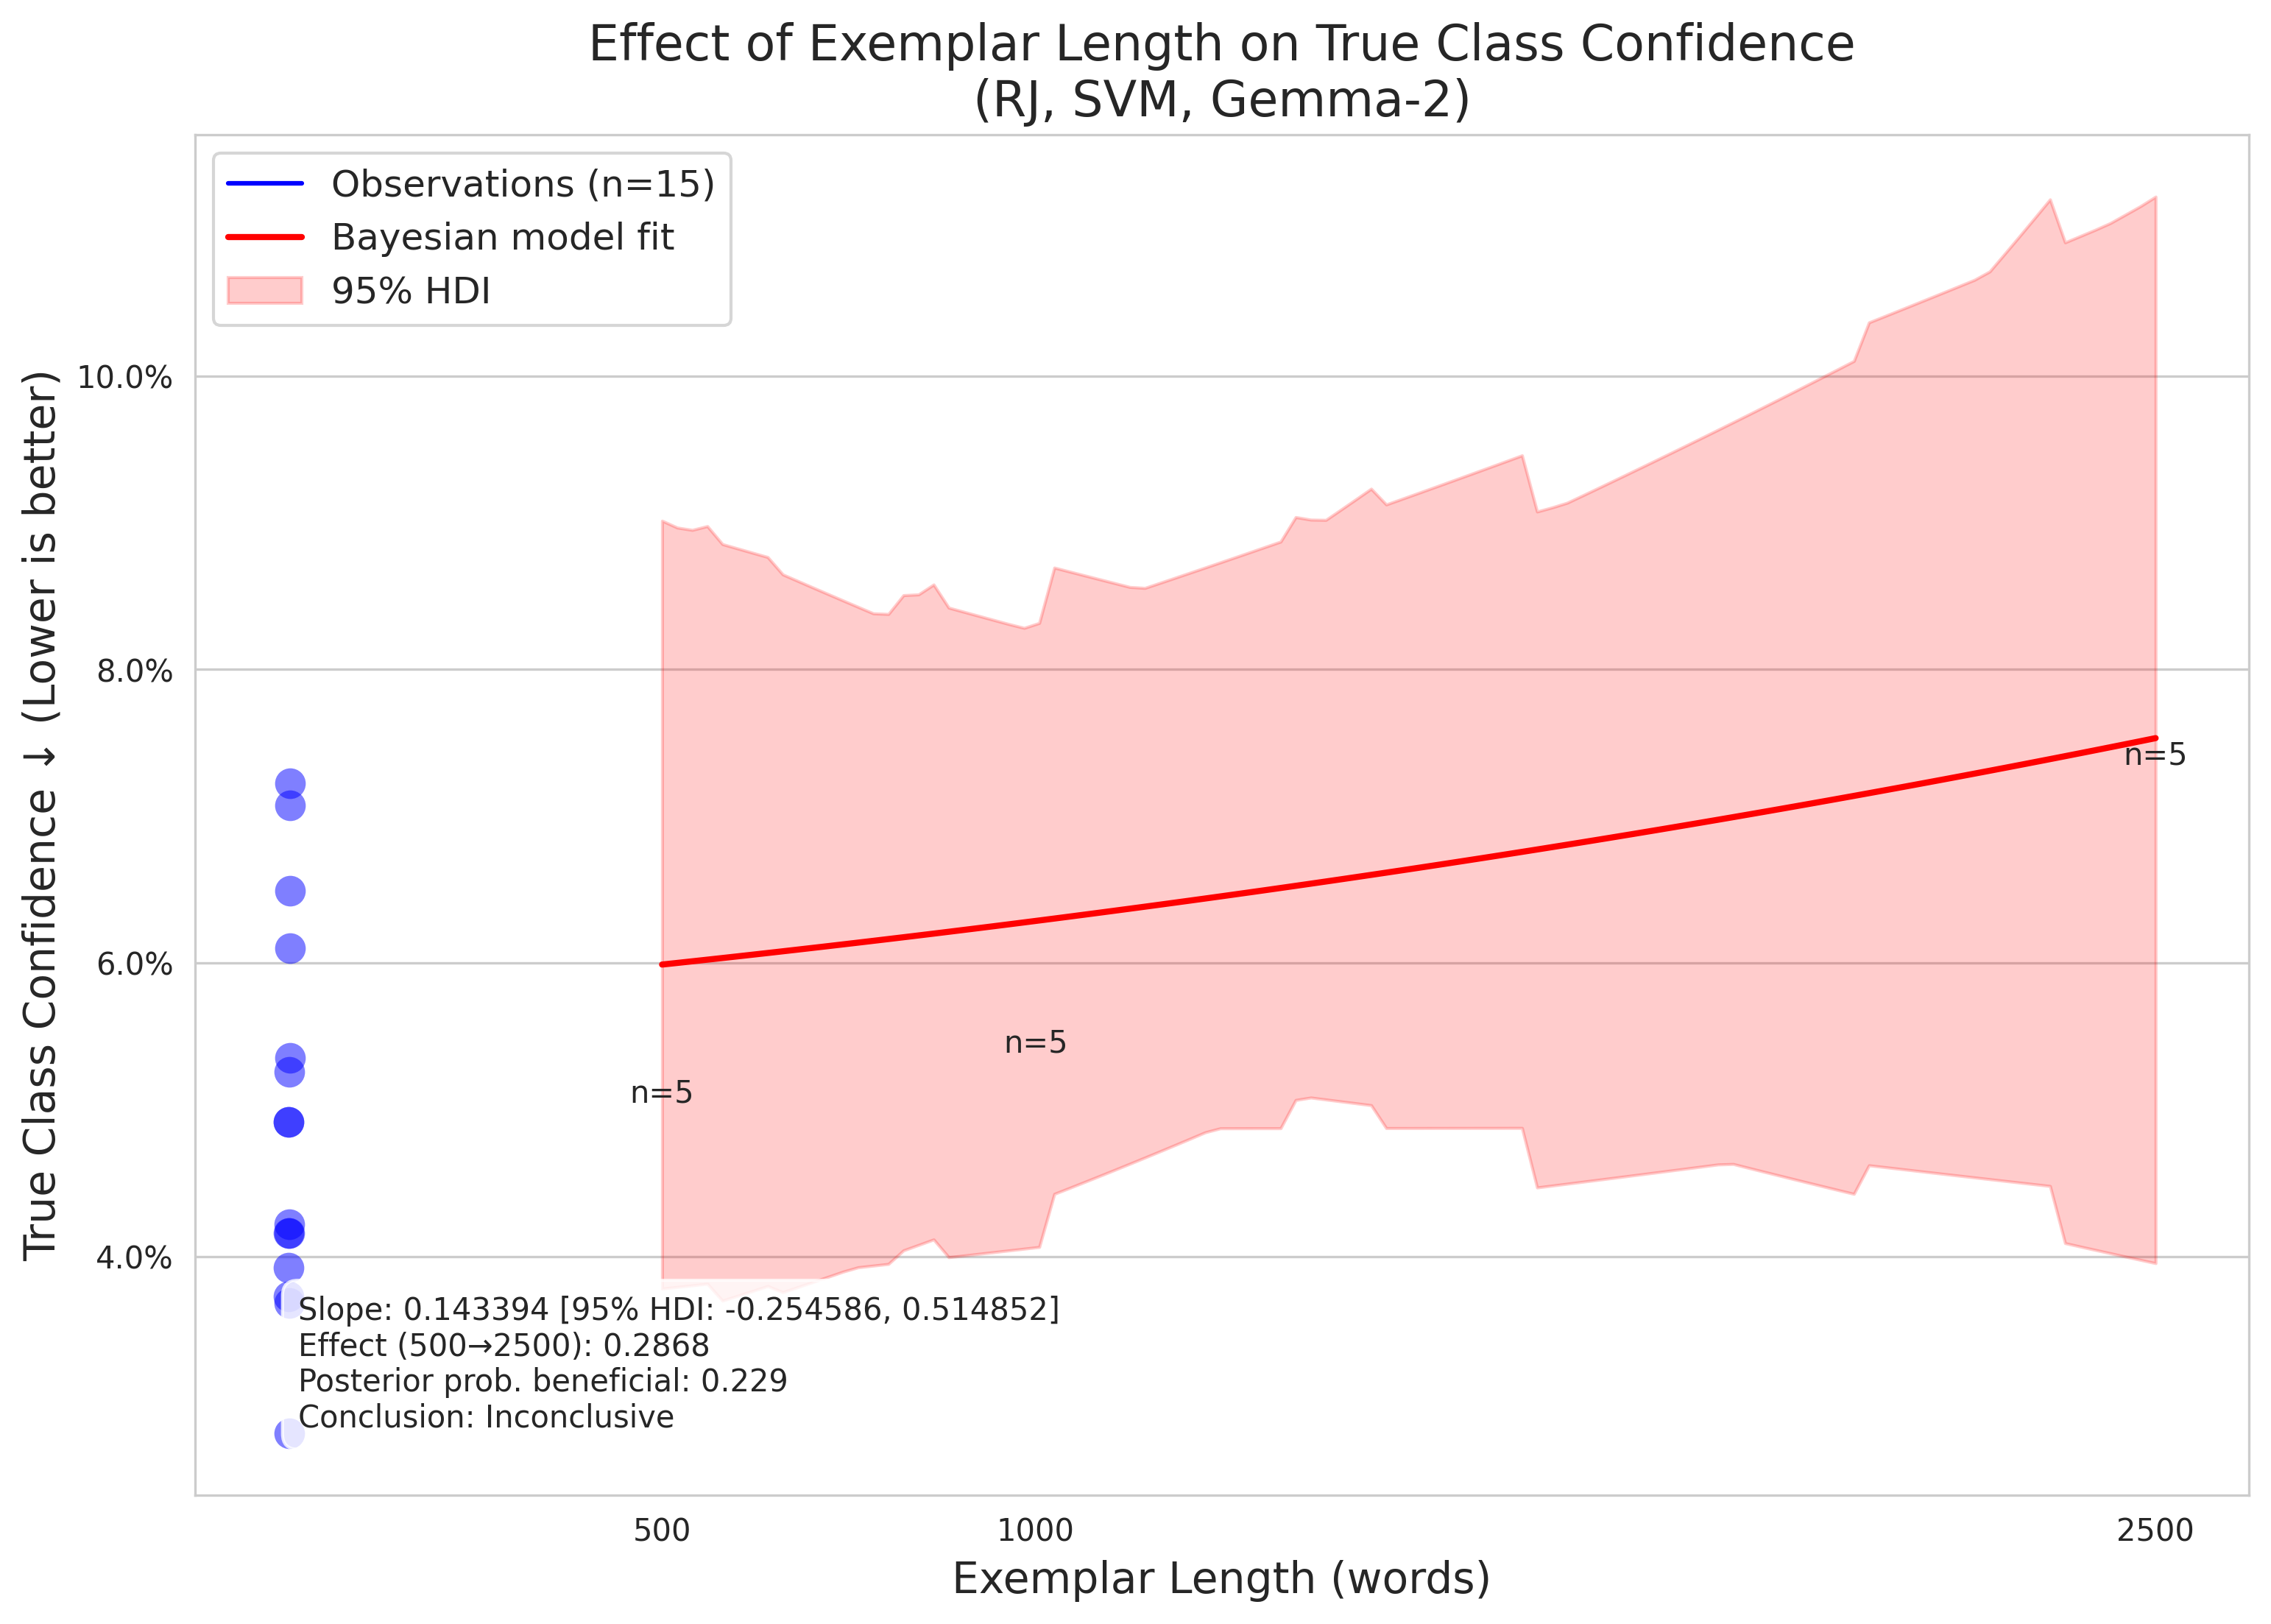 Effect of Exemplar Length on True Class Confidence
(RJ, SVM, Gemma-2)
Observations (n=15)
Bayesian model fit
95% HDI
True Class Confidence ↓ (Lower is better)
10.0%
8.0%
6.0%
4.0%
n=5
n=5
n=5
Slope: 0.143394 [95% HDI: -0.254586, 0.514852]
Effect (500→2500): 0.2868
Posterior prob. beneficial: 0.229
Conclusion: Inconclusive
500
1000
2500
Exemplar Length (words)